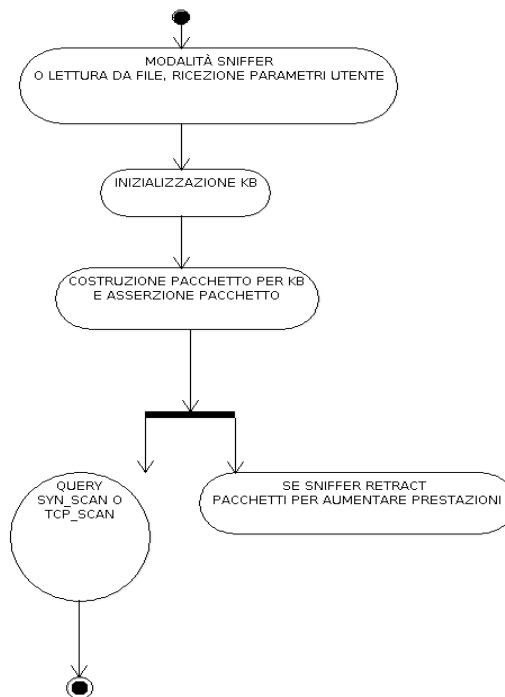 MODALITÀ SNIFFER
O LETTURA DA FILE, RICEZIONE PARAMETRI UTENTE
INIZIALIZZAZIONE KB
COSTRUZIONE PACCHETTO PER KB
E ASSERZIONE PACCHETTO
QUERY
SYN_SCAN O
TCP_SCAN
SE SNIFFER RETRACT
PACCHETTI PER AUMENTARE PRESTAZIONI